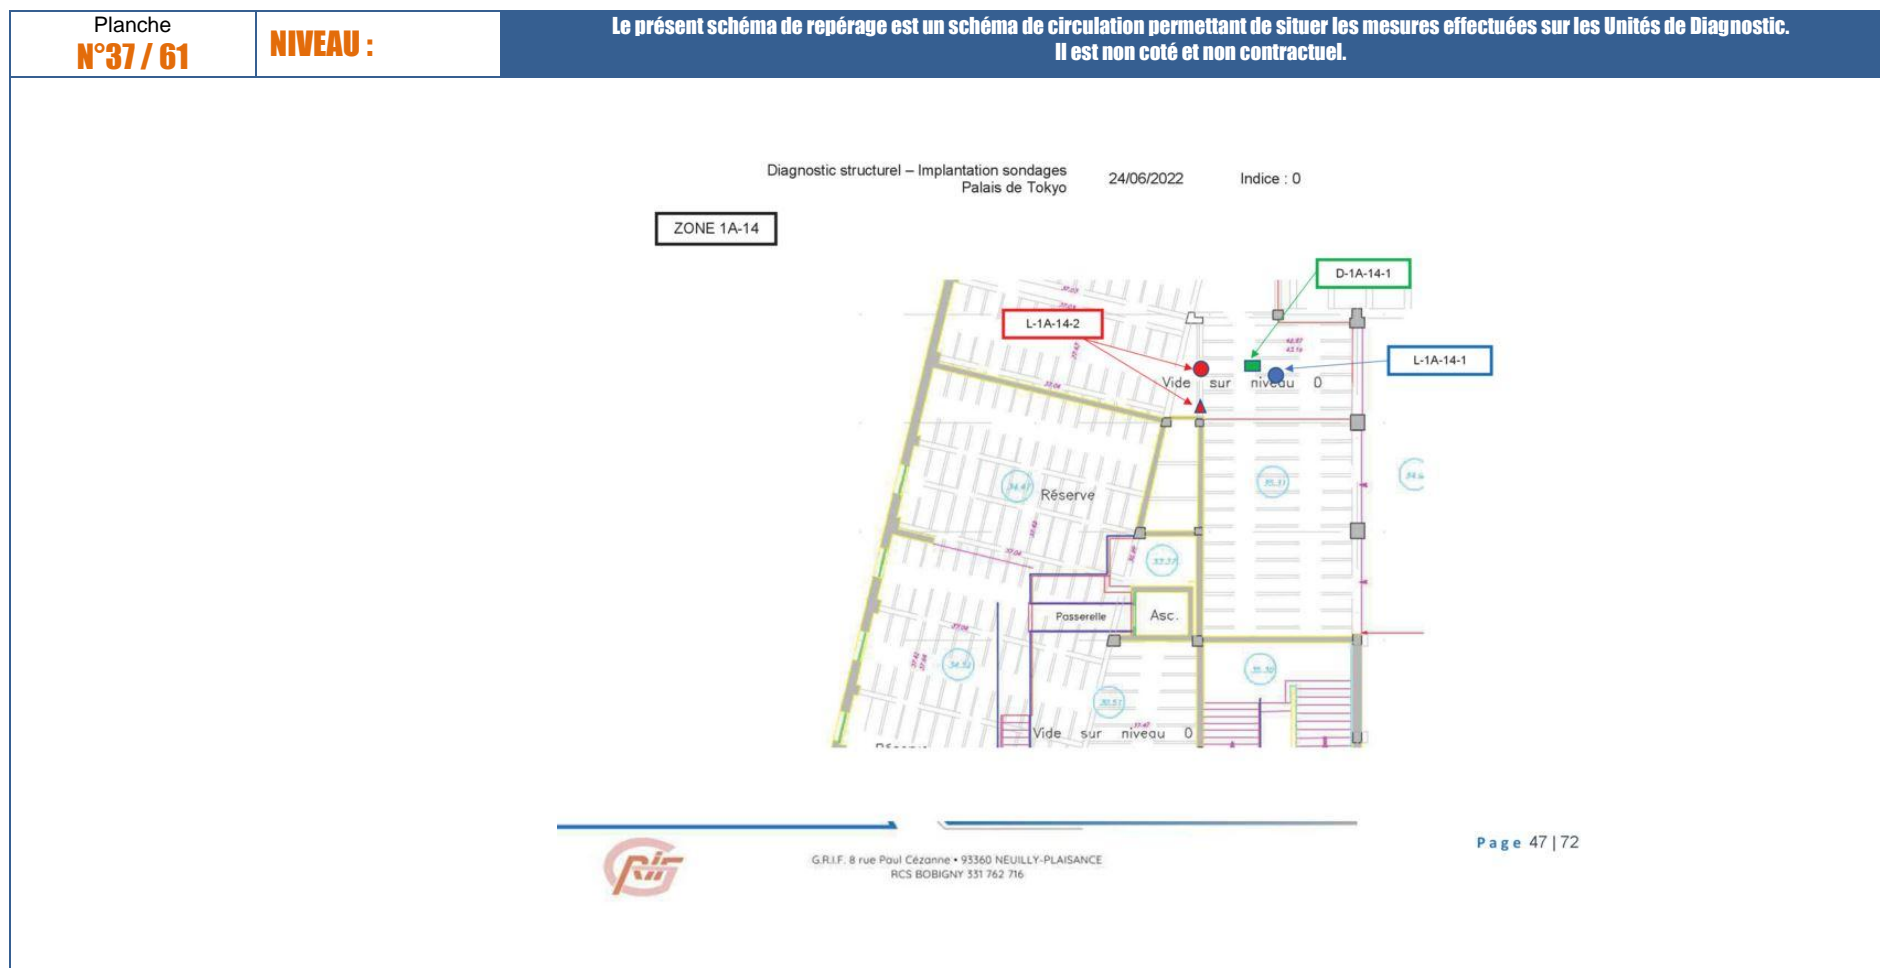 Planche
N°37 / 61
NIVEAU :
Le présent schéma de repérage est un schéma de circulation permettant de situer les mesures effectuées sur les Unités de Diagnostic.
Il est non coté et non contractuel.
Diagnostic structurel – Implantation sondages
Palais de Tokyo
24/06/2022
Indice : 0
ZONE 1A-14
D-1A-14-1
L-1A-14-2
L-1A-14-1
Vide sur niveau 0
Réserve
35.31
Passerelle
Asc.
Vide sur niveau 0
G.R.I.F. 8 rue Paul Cézanne • 93360 NEUILLY-PLAISANCE
RCS BOBIGNY 331 762 716
Page 47 | 72